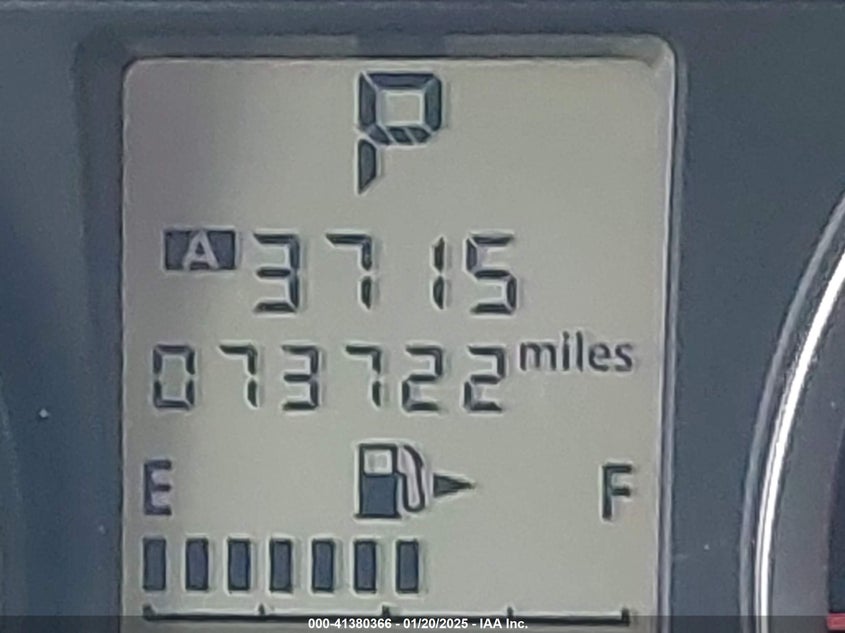 P
A 3715
073722 miles
E F
000-41380366 - 01/20/2025 - IAA Inc.